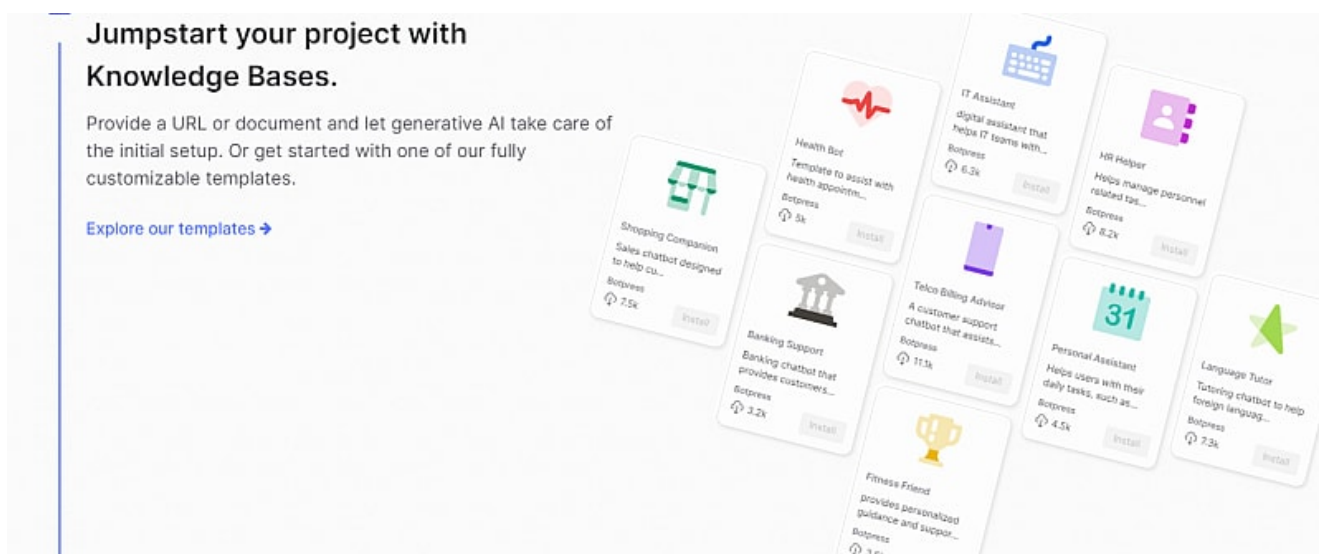 Jumpstart your project with
Knowledge Bases.
Provide a URL or document and let generative AI take care of
the initial setup. Or get started with one of our fully
customizable templates.
Explore our templates →
Shopping Companion
Sales chatbot designed
to help cu...
Botpress
7.5k
Install
Health Bot
Template to assist with
health appointm...
Botpress
5k
Install
IT Assistant
digital assistant that
helps IT teams with...
Botpress
6.3k
Install
HR Helper
Helps manage personnel
related tas...
Botpress
8.2k
Install
Banking Support
Banking chatbot that
provides customers...
Botpress
3.2k
Install
Telco Billing Advisor
A customer support
chatbot that assists...
Botpress
11.1k
Install
31
Personal Assistant
Helps users with their
daily tasks, such as...
Botpress
4.5k
Install
Language Tutor
Tutoring chatbot to help
foreign languag...
Botpress
7.3k
Install
Fitness Friend
provides personalized
guidance and suppor...
Botpress